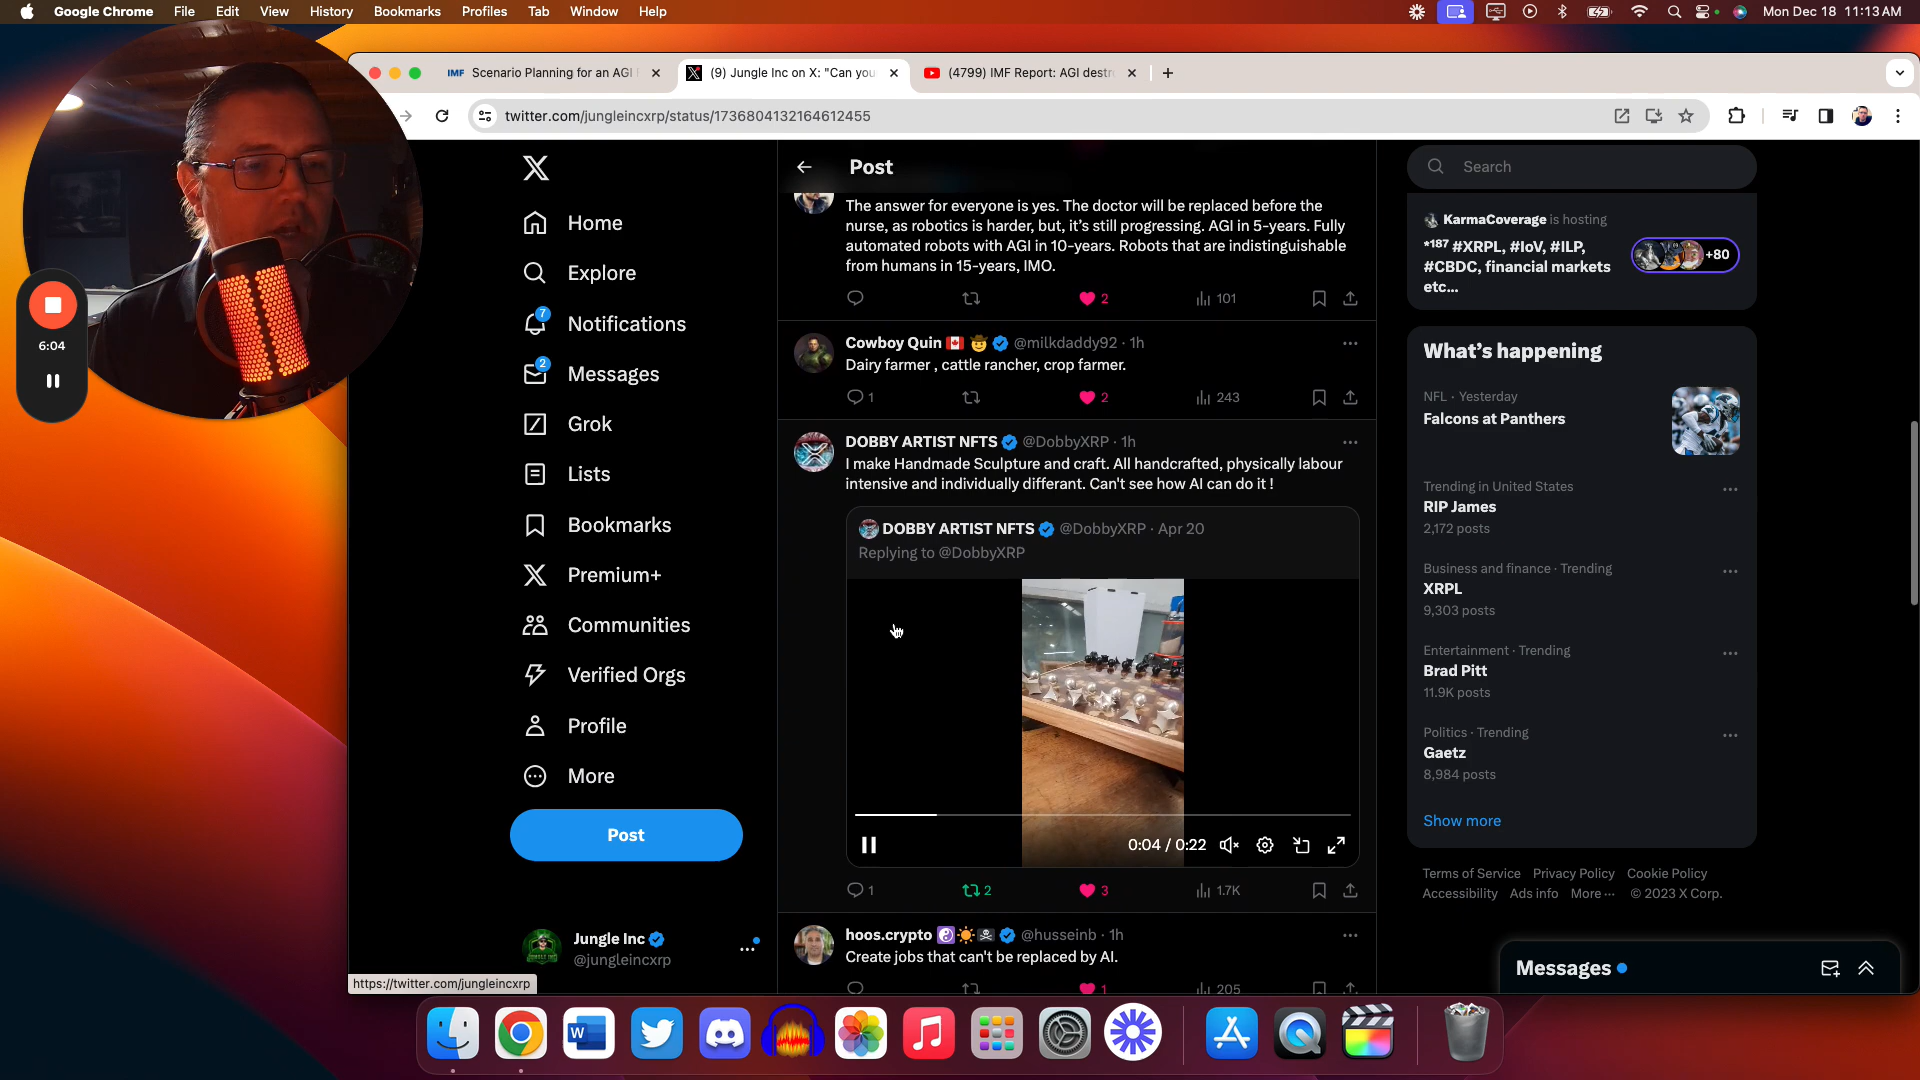 Google Chrome File Edit View History Bookmarks Profiles Tab Window Help Mon Dec 18 11:13 AM
IMF Scenario Planning for an AGI
(9) Jungle Inc on X: "Can you
(4799) IMF Report: AGI destr
twitter.com/jungleincxrp/status/1736804132164612455
6:04
Home
Explore
7
Notifications
2
Messages
Grok
Lists
Bookmarks
Premium+
Communities
Verified Orgs
Profile
More
Post
Jungle Inc
@jungleincxrp
https://twitter.com/jungleincxrp
Post
The answer for everyone is yes. The doctor will be replaced before the
nurse, as robotics is harder, but, it's still progressing. AGI in 5-years. Fully
automated robots with AGI in 10-years. Robots that are indistinguishable
from humans in 15-years, IMO.
2 101
Cowboy Quin @milkdaddy92 · 1h
Dairy farmer , cattle rancher, crop farmer.
1 2 243
DOBBY ARTIST NFTS @DobbyXRP · 1h
I make Handmade Sculpture and craft. All handcrafted, physically labour
intensive and individually differant. Can't see how AI can do it !
DOBBY ARTIST NFTS @DobbyXRP · Apr 20
Replying to @DobbyXRP
0:04 / 0:22
1 2 3 1.7K
hoos.crypto @husseinb · 1h
Create jobs that can't be replaced by AI.
1 205
Search
KarmaCoverage is hosting
*¹⁸⁷ #XRPL, #IoV, #ILP,
#CBDC, financial markets
etc...
+80
What's happening
NFL · Yesterday
Falcons at Panthers
Trending in United States
RIP James
2,172 posts
Business and finance · Trending
XRPL
9,303 posts
Entertainment · Trending
Brad Pitt
11.9K posts
Politics · Trending
Gaetz
8,984 posts
Show more
Terms of Service Privacy Policy Cookie Policy
Accessibility Ads info More ··· © 2023 X Corp.
Messages